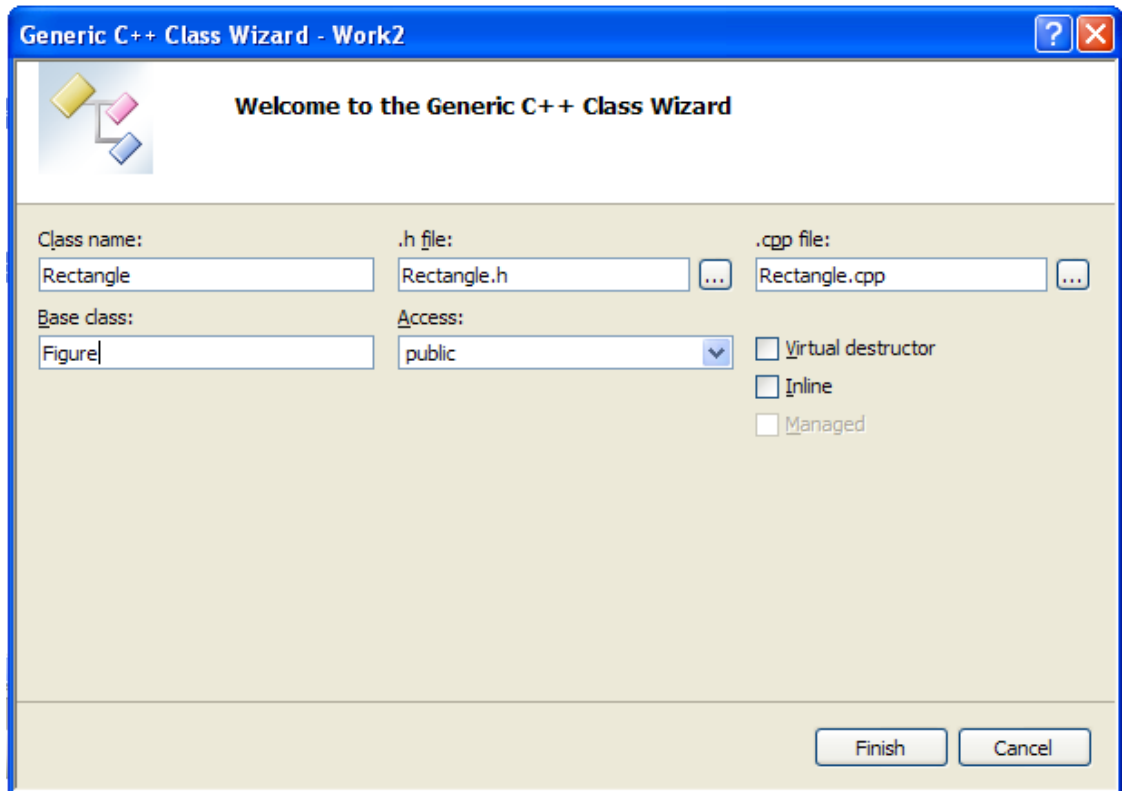 Generic C++ Class Wizard - Work2
Welcome to the Generic C++ Class Wizard
Class name: .h file: .cpp file:
Rectangle Rectangle.h ... Rectangle.cpp ...
Base class: Access:
Figure public Virtual destructor
Inline
Managed
Finish Cancel